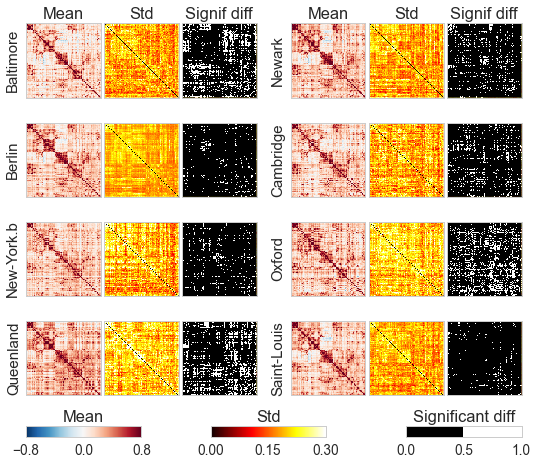 Mean Std Signif diff Mean Std Signif diff
Baltimore Newark
Berlin Cambridge
New-York.b Oxford
Queenland Saint-Louis
Mean Std Significant diff
−0.8 0.0 0.8 0.00 0.15 0.30 0.0 0.5 1.0